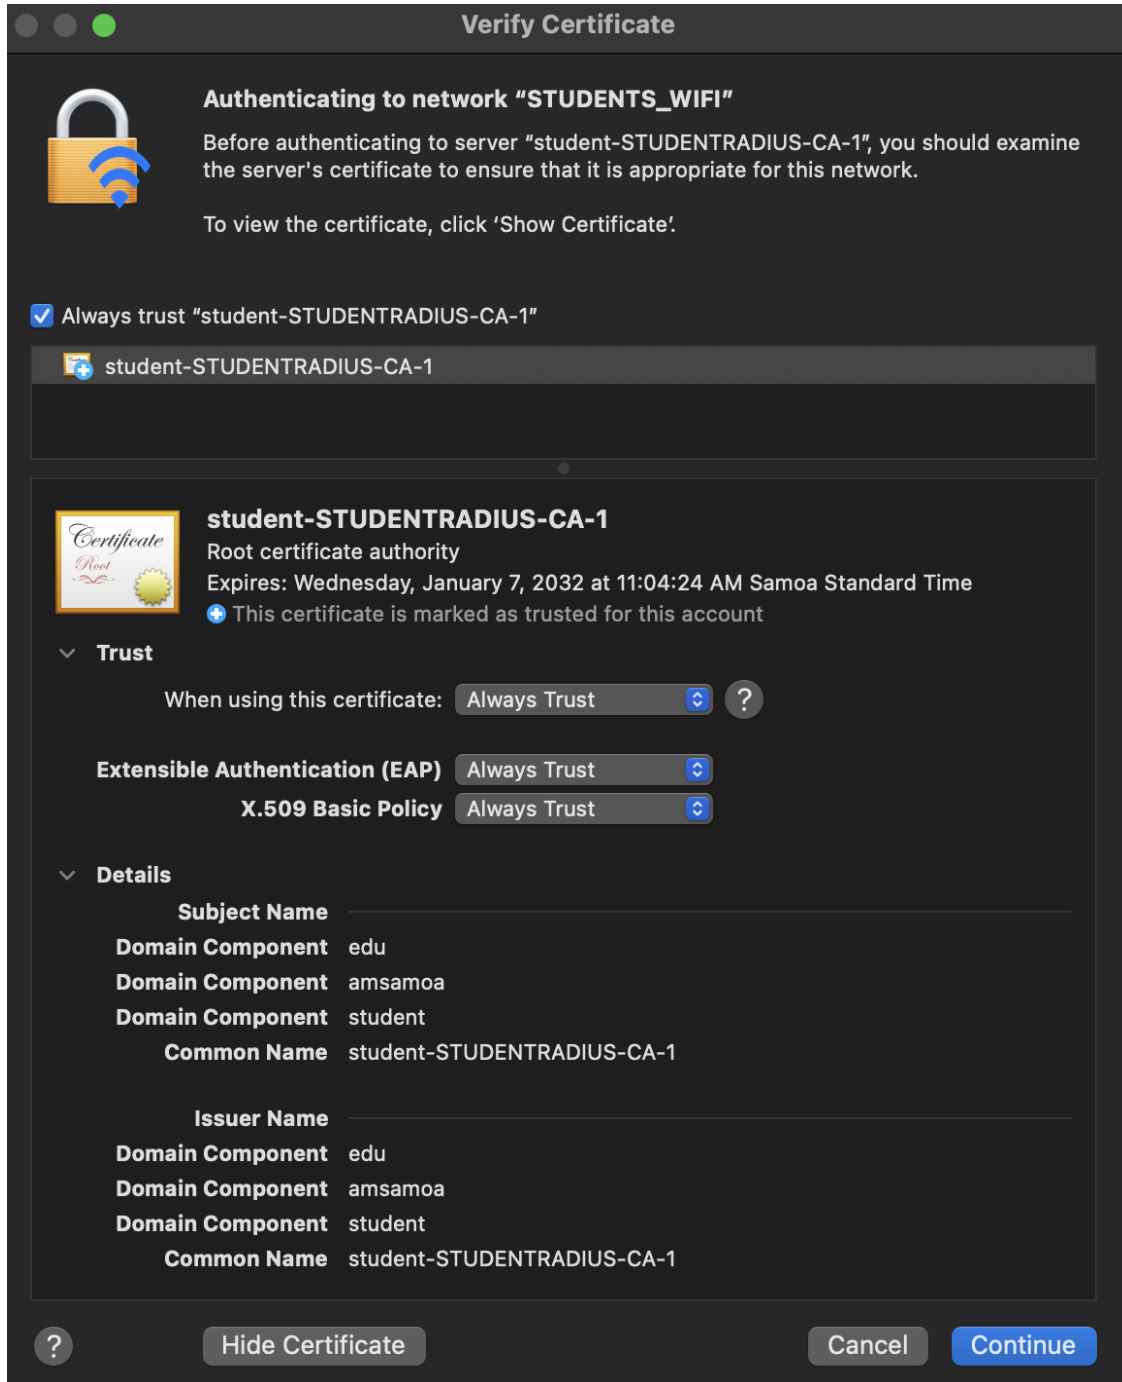 Verify Certificate
Authenticating to network “STUDENTS_WIFI”
Before authenticating to server “student-STUDENTRADIUS-CA-1”, you should examine
the server's certificate to ensure that it is appropriate for this network.
To view the certificate, click ‘Show Certificate’.
Always trust “student-STUDENTRADIUS-CA-1”
student-STUDENTRADIUS-CA-1
Certificate
Root
student-STUDENTRADIUS-CA-1
Root certificate authority
Expires: Wednesday, January 7, 2032 at 11:04:24 AM Samoa Standard Time
This certificate is marked as trusted for this account
Trust
When using this certificate: Always Trust ?
Extensible Authentication (EAP) Always Trust
X.509 Basic Policy Always Trust
Details
Subject Name
Domain Component edu
Domain Component amsamoa
Domain Component student
Common Name student-STUDENTRADIUS-CA-1
Issuer Name
Domain Component edu
Domain Component amsamoa
Domain Component student
Common Name student-STUDENTRADIUS-CA-1
? Hide Certificate Cancel Continue